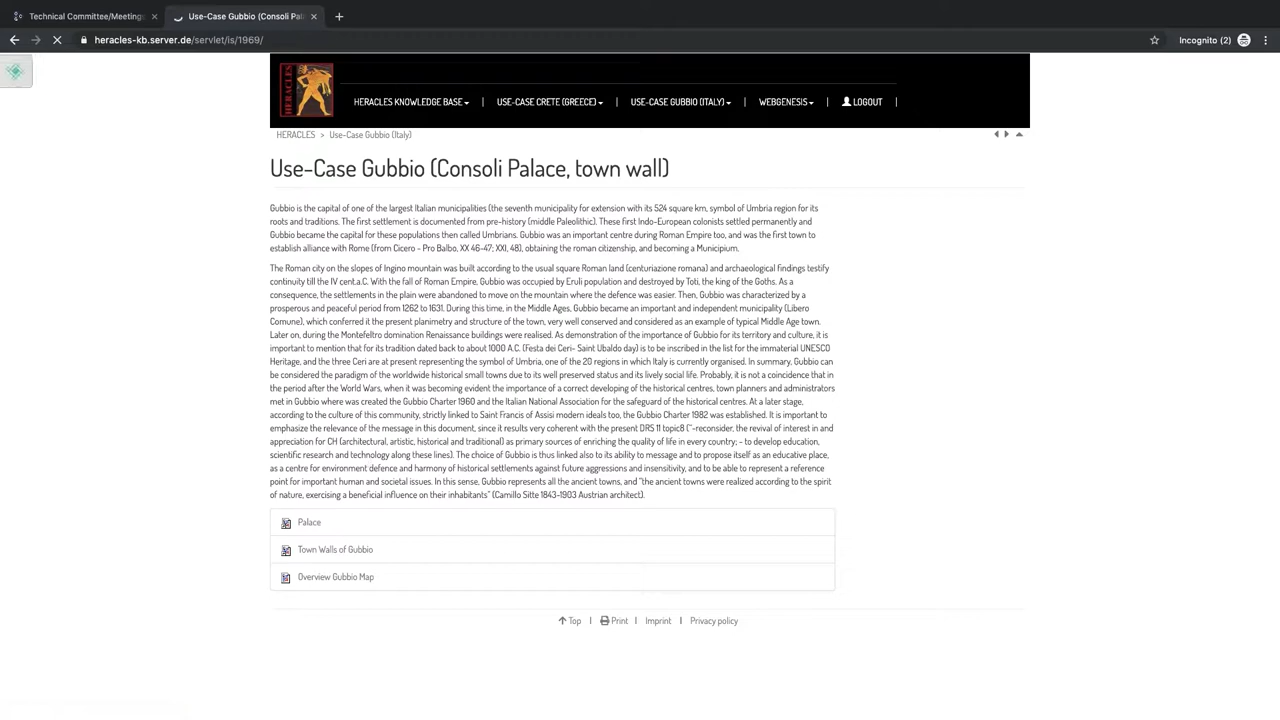 Technical Committee/Meetings
Use-Case Gubbio (Consoli Pala
heracles-kb.server.de/servlet/is/1969/
Incognito (2)
HERACLES
HERACLES KNOWLEDGE BASE | USE-CASE CRETE (GREECE) | USE-CASE GUBBIO (ITALY) | WEBGENESIS | LOGOUT |
HERACLES > Use-Case Gubbio (Italy)
Use-Case Gubbio (Consoli Palace, town wall)
Gubbio is the capital of one of the largest Italian municipalities (the seventh municipality for extension with its 524 square km, symbol of Umbria region for its
roots and traditions. The first settlement is documented from pre-history (middle Paleolithic). These first Indo-European colonists settled permanently and
Gubbio became the capital for these populations then called Umbrians. Gubbio was an important centre during Roman Empire too, and was the first town to
establish alliance with Rome (from Cicero - Pro Balbo, XX 46-47; XXI, 48), obtaining the roman citizenship, and becoming a Municipium.
The Roman city on the slopes of Ingino mountain was built according to the usual square Roman land (centuriazione romana) and archaeological findings testify
continuity till the IV cent.a.C. With the fall of Roman Empire, Gubbio was occupied by Eruli population and destroyed by Toti, the king of the Goths. As a
consequence, the settlements in the plain were abandoned to move on the mountain where the defence was easier. Then, Gubbio was characterized by a
prosperous and peaceful period from 1262 to 1631. During this time, in the Middle Ages, Gubbio became an important and independent municipality (Libero
Comune), which conferred it the present planimetry and structure of the town, very well conserved and considered as an example of typical Middle Age town.
Later on, during the Montefeltro domination Renaissance buildings were realised. As demonstration of the importance of Gubbio for its territory and culture, it is
important to mention that for its tradition dated back to about 1000 A.C. (Festa dei Ceri- Saint Ubaldo day) is to be inscribed in the list for the immaterial UNESCO
Heritage, and the three Ceri are at present representing the symbol of Umbria, one of the 20 regions in which Italy is currently organised. In summary, Gubbio can
be considered the paradigm of the worldwide historical small towns due to its well preserved status and its lively social life. Probably, it is not a coincidence that in
the period after the World Wars, when it was becoming evident the importance of a correct developing of the historical centres, town planners and administrators
met in Gubbio where was created the Gubbio Charter 1960 and the Italian National Association for the safeguard of the historical centres. At a later stage,
according to the culture of this community, strictly linked to Saint Francis of Assisi modern ideals too, the Gubbio Charter 1982 was established. It is important to
emphasize the relevance of the message in this document, since it results very coherent with the present DRS 11 topic8 ("-reconsider, the revival of interest in and
appreciation for CH (architectural, artistic, historical and traditional) as primary sources of enriching the quality of life in every country; - to develop education,
scientific research and technology along these lines). The choice of Gubbio is thus linked also to its ability to message and to propose itself as an educative place,
as a centre for environment defence and harmony of historical settlements against future aggressions and insensitivity, and to be able to represent a reference
point for important human and societal issues. In this sense, Gubbio represents all the ancient towns, and "the ancient towns were realized according to the spirit
of nature, exercising a beneficial influence on their inhabitants" (Camillo Sitte 1843-1903 Austrian architect).
Palace
Town Walls of Gubbio
Overview Gubbio Map
Top | Print | Imprint | Privacy policy